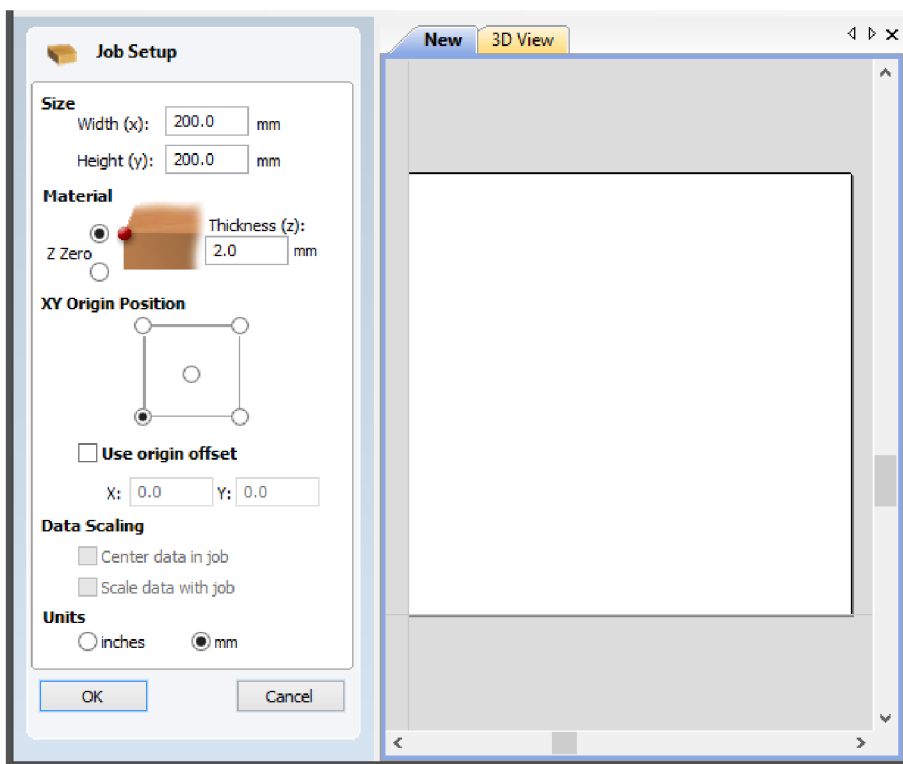 Job Setup
New
3D View
Size
Width (x): 200.0 mm
Height (y): 200.0 mm
Material
Thickness (z):
Z Zero
2.0 mm
XY Origin Position
Use origin offset
X: 0.0 Y: 0.0
Data Scaling
Center data in job
Scale data with job
Units
inches mm
OK Cancel